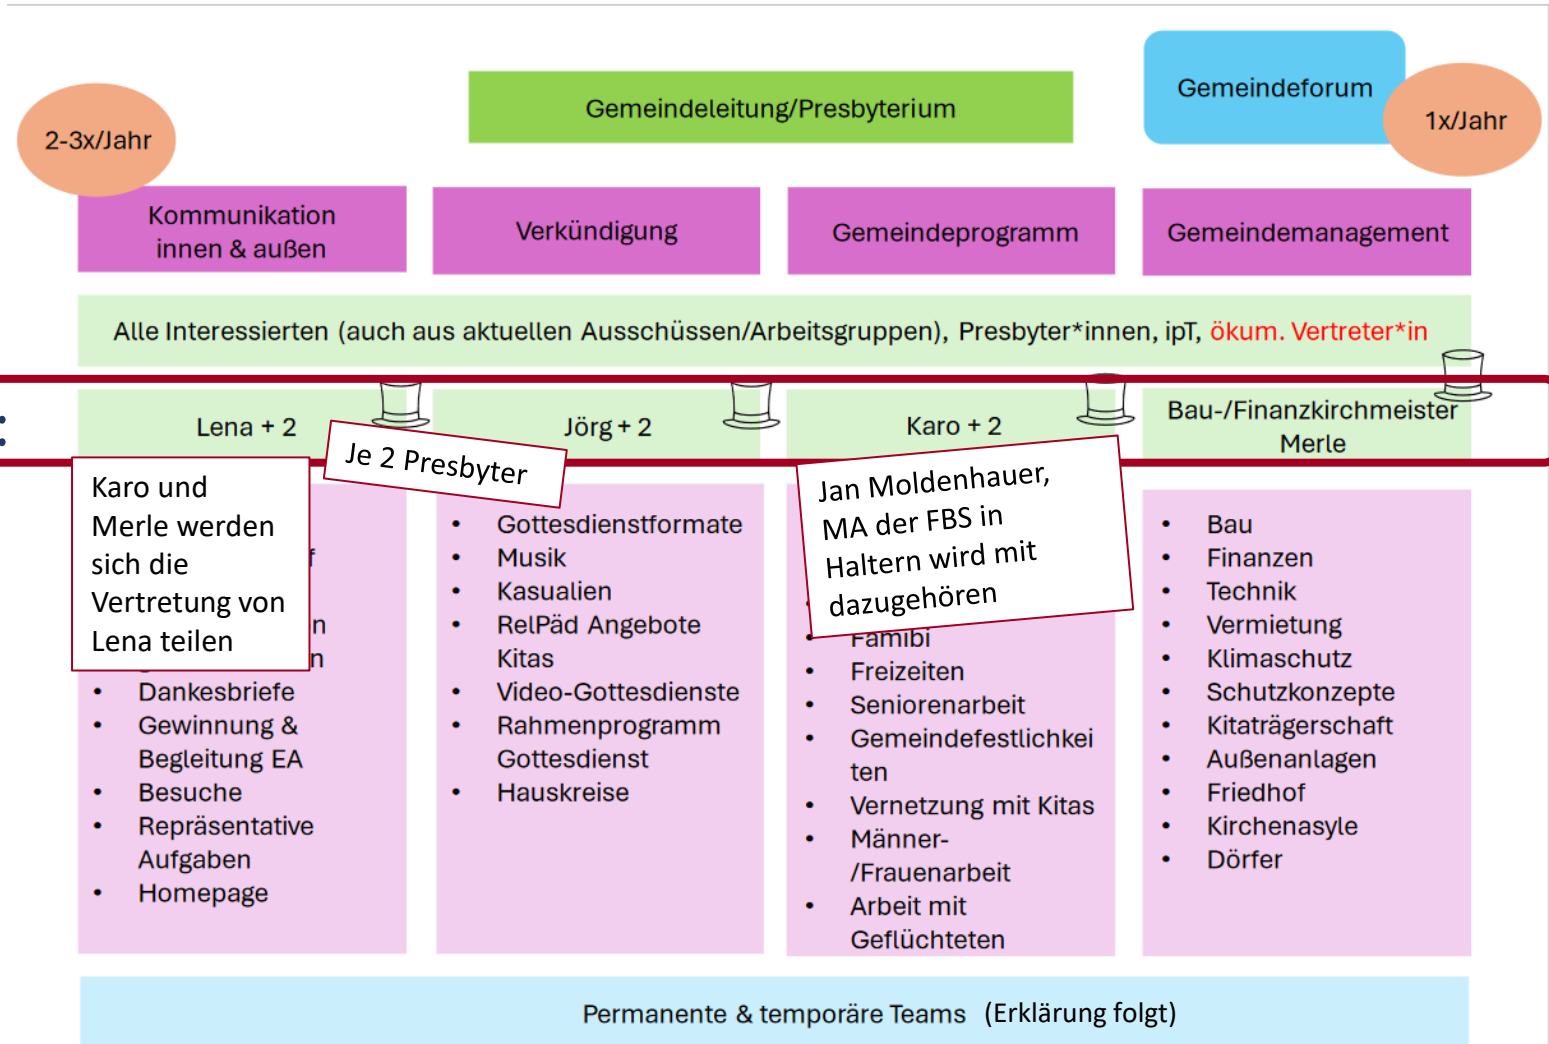 Gemeindeleitung/Presbyterium
Gemeindeforum
2-3x/Jahr
1x/Jahr
Kommunikation
innen & außen
Verkündigung
Gemeindeprogramm
Gemeindemanagement
Alle Interessierten (auch aus aktuellen Ausschüssen/Arbeitsgruppen), Presbyter*innen, ipT, ökum. Vertreter*in
:
Lena + 2
Jörg + 2
Karo + 2
Bau-/Finanzkirchmeister
Merle
Je 2 Presbyter
Karo und
Merle werden
sich die
Vertretung von
Lena teilen
Jan Moldenhauer,
MA der FBS in
Haltern wird mit
dazugehören
• Dankesbriefe
• Gewinnung &
Begleitung EA
• Besuche
• Repräsentative
Aufgaben
• Homepage
• Gottesdienstformate
• Musik
• Kasualien
• RelPäd Angebote
Kitas
• Video-Gottesdienste
• Rahmenprogramm
Gottesdienst
• Hauskreise
• Famibi
• Freizeiten
• Seniorenarbeit
• Gemeindefestlichkei
ten
• Vernetzung mit Kitas
• Männer-
/Frauenarbeit
• Arbeit mit
Geflüchteten
• Bau
• Finanzen
• Technik
• Vermietung
• Klimaschutz
• Schutzkonzepte
• Kitaträgerschaft
• Außenanlagen
• Friedhof
• Kirchenasyle
• Dörfer
Permanente & temporäre Teams (Erklärung folgt)